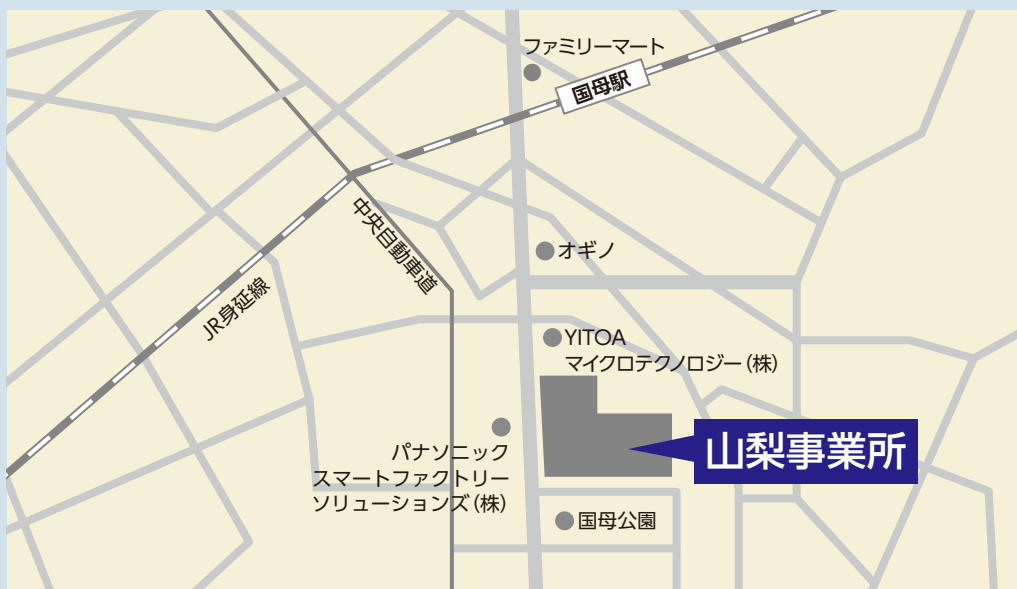 ファミリーマート
国母駅
中央自動車道
オギノ
JR身延線
YITOA
マイクロテクノロジー(株)
山梨事業所
パナソニック
スマートファクトリー
ソリューションズ(株)
国母公園